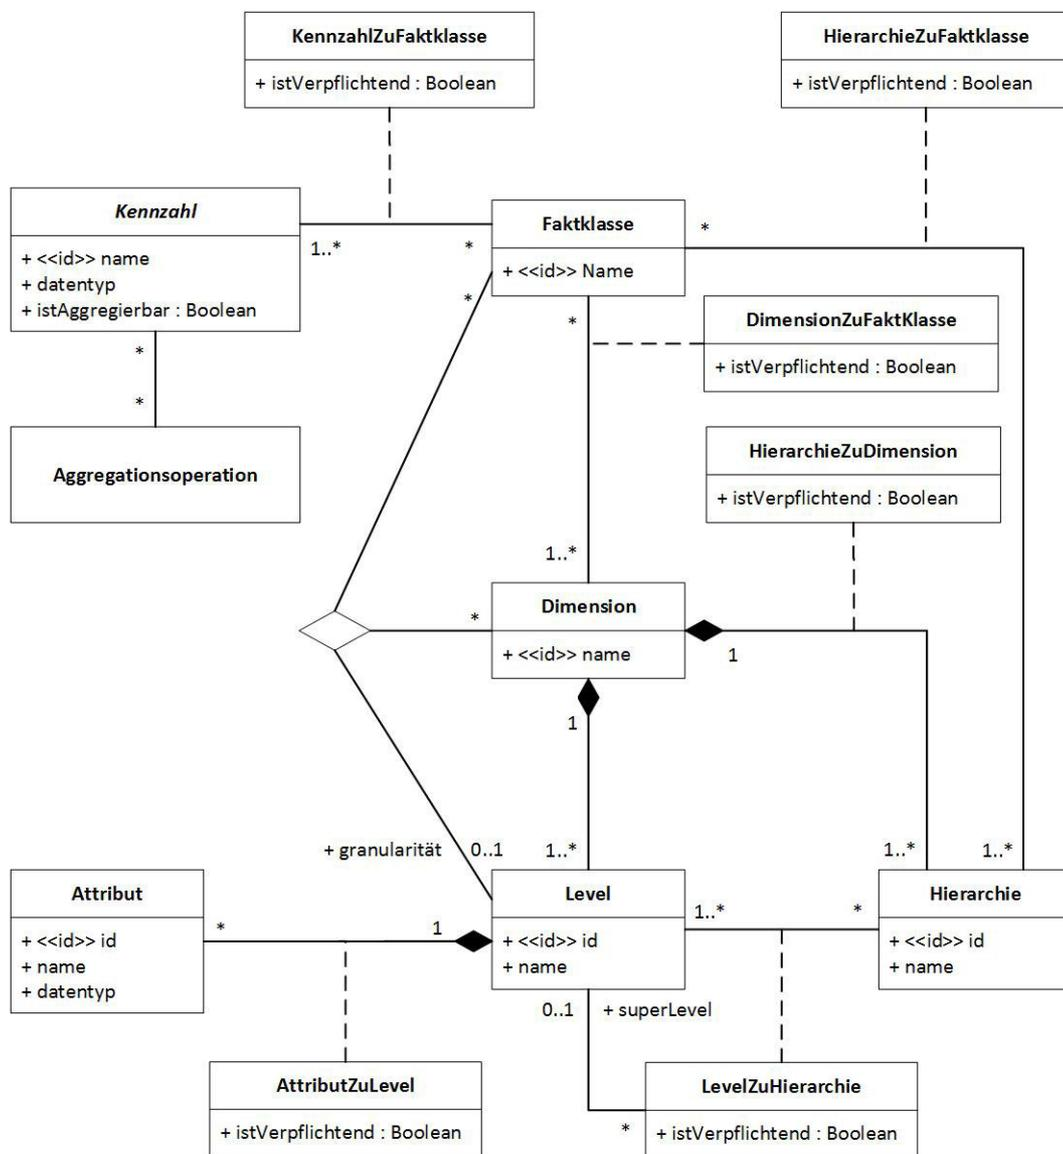 KennzahlZuFaktklasse
+ istVerpflichtend : Boolean
HierarchieZuFaktklasse
+ istVerpflichtend : Boolean
Kennzahl
+ <<id>> name
+ datentyp
+ istAggregierbar : Boolean
1..*
*
Faktklasse
+ <<id>> Name
*
*
*
DimensionZuFaktKlasse
+ istVerpflichtend : Boolean
*
*
Aggregationsoperation
HierarchieZuDimension
+ istVerpflichtend : Boolean
1..*
*
Dimension
+ <<id>> name
1
1
+ granularität
0..1
1..*
1..*
1..*
Attribut
+ <<id>> id
+ name
+ datentyp
*
1
Level
+ <<id>> id
+ name
1..*
*
Hierarchie
+ <<id>> id
+ name
0..1
+ superLevel
AttributZuLevel
+ istVerpflichtend : Boolean
*
LevelZuHierarchie
+ istVerpflichtend : Boolean